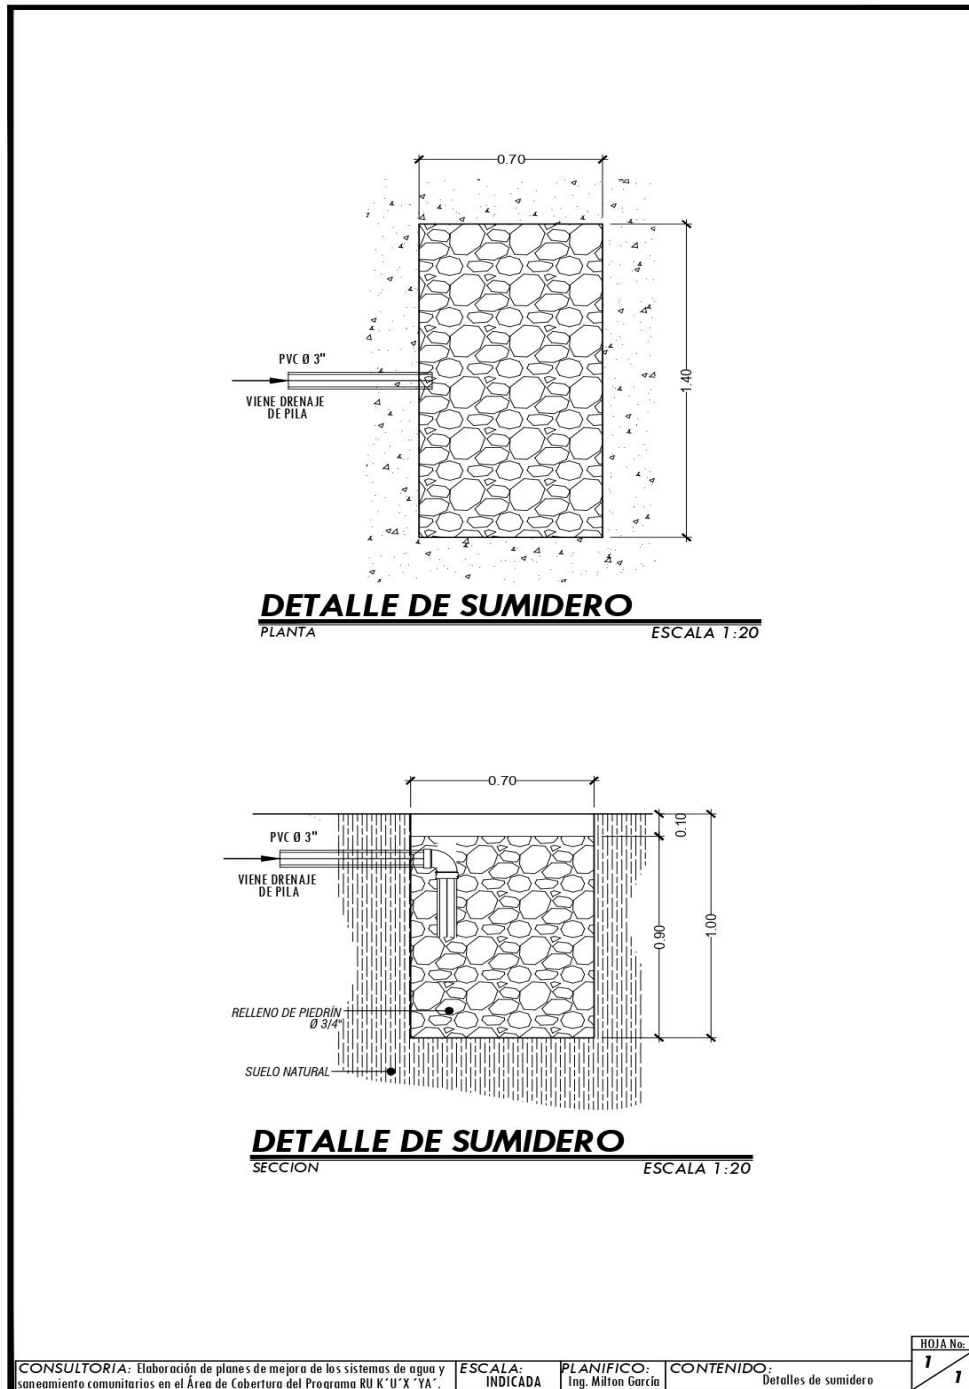 0.70
1.40
PVC Ø 3"
VIENE DRENAJE
DE PILA
DETALLE DE SUMIDERO
PLANTA
ESCALA 1:20
0.70
0.10
PVC Ø 3"
VIENE DRENAJE
DE PILA
0.90
1.00
RELLENO DE PIEDRÍN
Ø 3/4"
SUELO NATURAL
DETALLE DE SUMIDERO
SECCION
ESCALA 1:20
HOJA No:
1
1
CONSULTORIA: Elaboración de planes de mejora de los sistemas de agua y
saneamiento comunitarios en el Área de Cobertura del Programa RU K´U´X ´YA´.
ESCALA:
INDICADA
PLANIFICO:
Ing. Milton García
CONTENIDO:
Detalles de sumidero